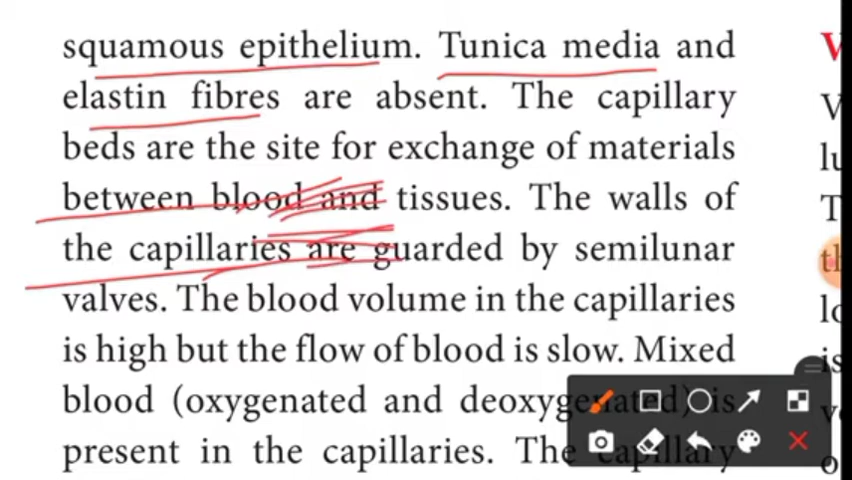 squamous epithelium. Tunica media and
elastin fibres are absent. The capillary
beds are the site for exchange of materials
between blood and tissues. The walls of
the capillaries are guarded by semilunar
valves. The blood volume in the capillaries
is high but the flow of blood is slow. Mixed
blood (oxygenated and deoxygenated) is
present in the capillaries. The capillary